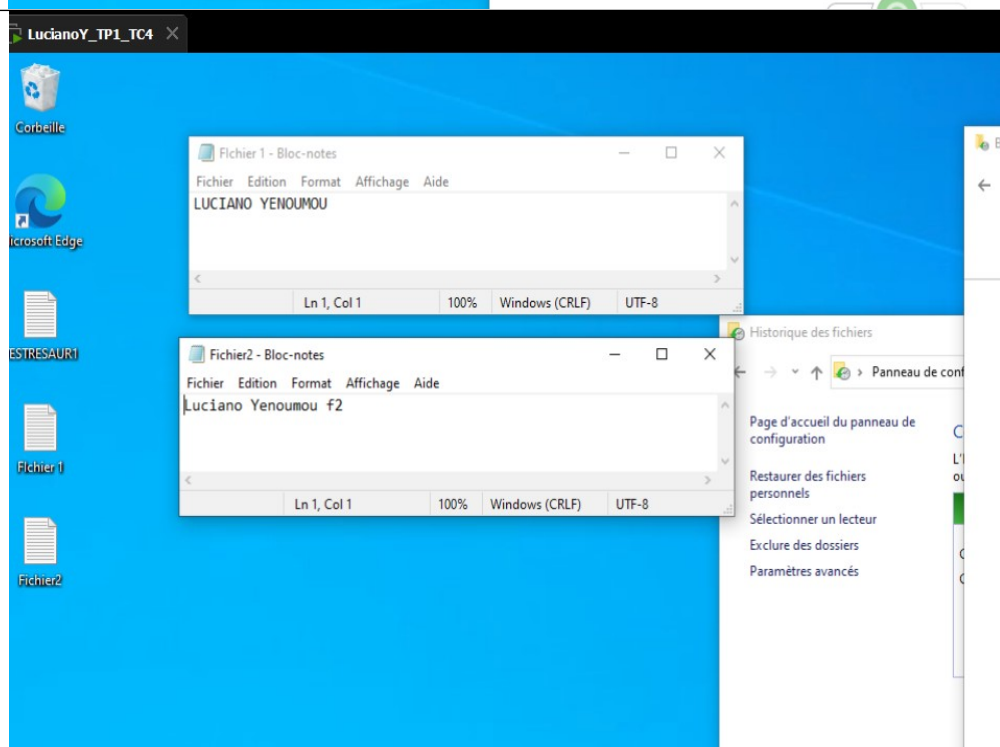 LucianoY_TP1_TC4
Corbeille
icrosoft Edge
ESTRESAUR1
FIchier 1
Fichier2
FIchier 1 - Bloc-notes
Fichier Edition Format Affichage Aide
LUCIANO YENOUMOU
Ln 1, Col 1 100% Windows (CRLF) UTF-8
Fichier2 - Bloc-notes
Fichier Edition Format Affichage Aide
Luciano Yenoumou f2
Ln 1, Col 1 100% Windows (CRLF) UTF-8
Historique des fichiers
Panneau de conf
Page d'accueil du panneau de
configuration
Restaurer des fichiers
personnels
Sélectionner un lecteur
Exclure des dossiers
Paramètres avancés